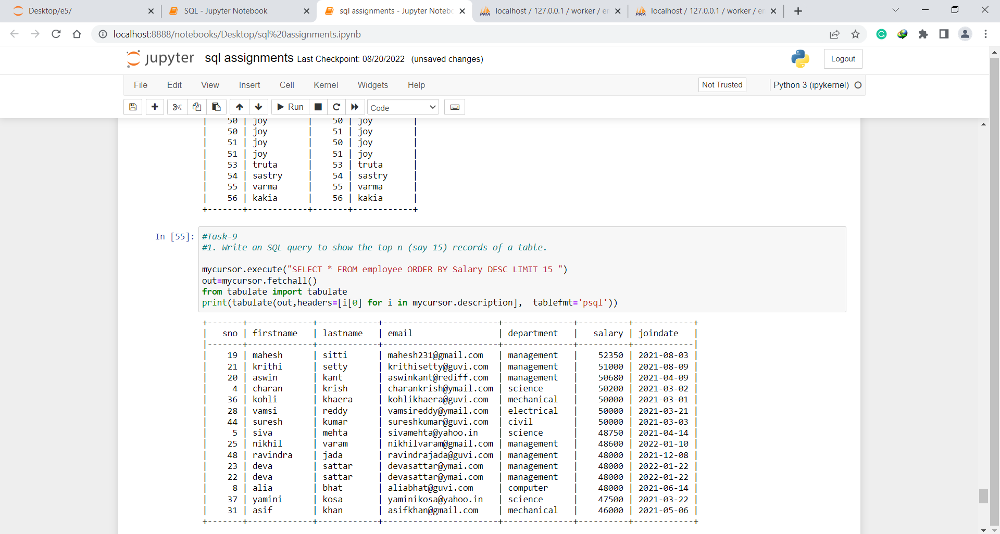 Desktop/e5/
SQL - Jupyter Notebook
sql assignments - Jupyter Notebo
localhost / 127.0.0.1 / worker / em
localhost / 127.0.0.1 / worker / em
localhost:8888/notebooks/Desktop/sql%20assignments.ipynb
jupyter sql assignments Last Checkpoint: 08/20/2022 (unsaved changes)
Logout
File Edit View Insert Cell Kernel Widgets Help
Not Trusted
Python 3 (ipykernel)
Run
Code
| 50 | joy | 50 | joy |
| 50 | joy | 51 | joy |
| 51 | joy | 50 | joy |
| 51 | joy | 51 | joy |
| 53 | truta | 53 | truta |
| 54 | sastry | 54 | sastry |
| 55 | varma | 55 | varma |
| 56 | kakia | 56 | kakia |
+-------+------------+-------+------------+
In [55]:
#Task-9
#1. Write an SQL query to show the top n (say 15) records of a table.
mycursor.execute("SELECT * FROM employee ORDER BY Salary DESC LIMIT 15 ")
out=mycursor.fetchall()
from tabulate import tabulate
print(tabulate(out,headers=[i[0] for i in mycursor.description],  tablefmt='psql'))
+-------+-------------+------------+-----------------------+--------------+----------+------------+
| sno | firstname | lastname | email | department | salary | joindate |
|-------+-------------+------------+-----------------------+--------------+----------+------------|
| 19 | mahesh | sitti | mahesh231@gmail.com | management | 52350 | 2021-08-03 |
| 21 | krithi | setty | krithisetty@guvi.com | management | 51000 | 2021-08-09 |
| 20 | aswin | kant | aswinkant@rediff.com | management | 50680 | 2021-04-09 |
| 4 | charan | krish | charankrish@ymail.com | science | 50200 | 2021-03-02 |
| 36 | kohli | khaera | kohlikhaera@guvi.com | mechanical | 50000 | 2021-03-01 |
| 28 | vamsi | reddy | vamsireddy@ymail.com | electrical | 50000 | 2021-03-21 |
| 44 | suresh | kumar | sureshkumar@guvi.com | civil | 50000 | 2021-03-03 |
| 5 | siva | mehta | sivamehta@yahoo.in | science | 48750 | 2021-04-14 |
| 25 | nikhil | varam | nikhilvaram@gmail.com | management | 48600 | 2022-01-10 |
| 48 | ravindra | jada | ravindrajada@guvi.com | management | 48000 | 2021-12-08 |
| 23 | deva | sattar | devasattar@ymai.com | management | 48000 | 2022-01-22 |
| 22 | deva | sattar | devasattar@ymai.com | management | 48000 | 2022-01-22 |
| 8 | alia | bhat | aliabhat@guvi.com | computer | 48000 | 2021-06-14 |
| 37 | yamini | kosa | yaminikosa@yahoo.in | science | 47500 | 2021-03-22 |
| 31 | asif | khan | asifkhan@gmail.com | mechanical | 46000 | 2021-05-06 |
+-------+-------------+------------+-----------------------+--------------+----------+------------+